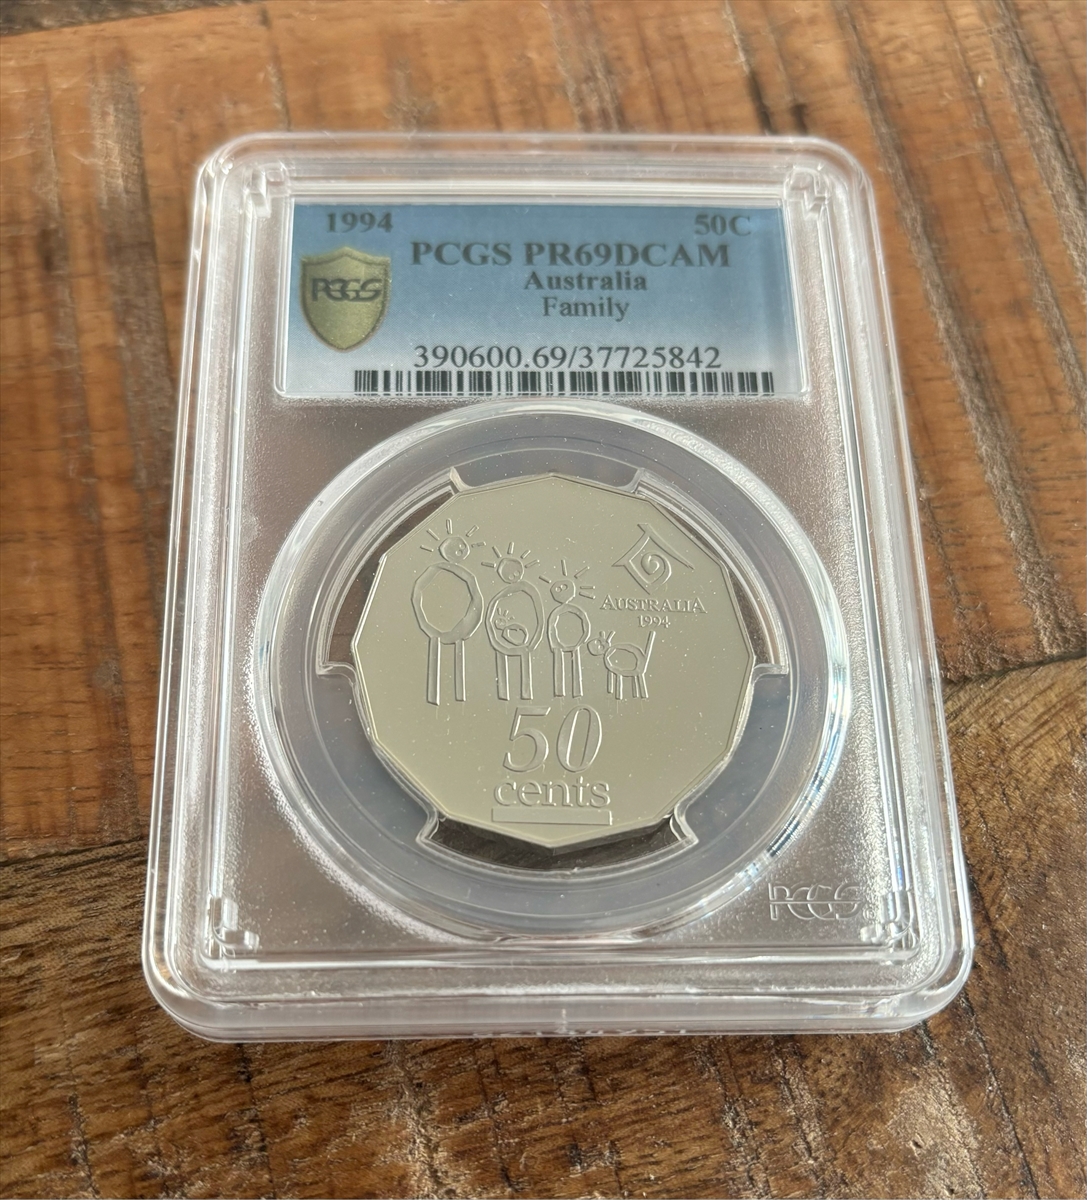 1994 50C
PCGS PR69DCAM
Australia
Family
PCGS
390600.69/37725842
AUSTRALIA
1994
50
cents
PCGS